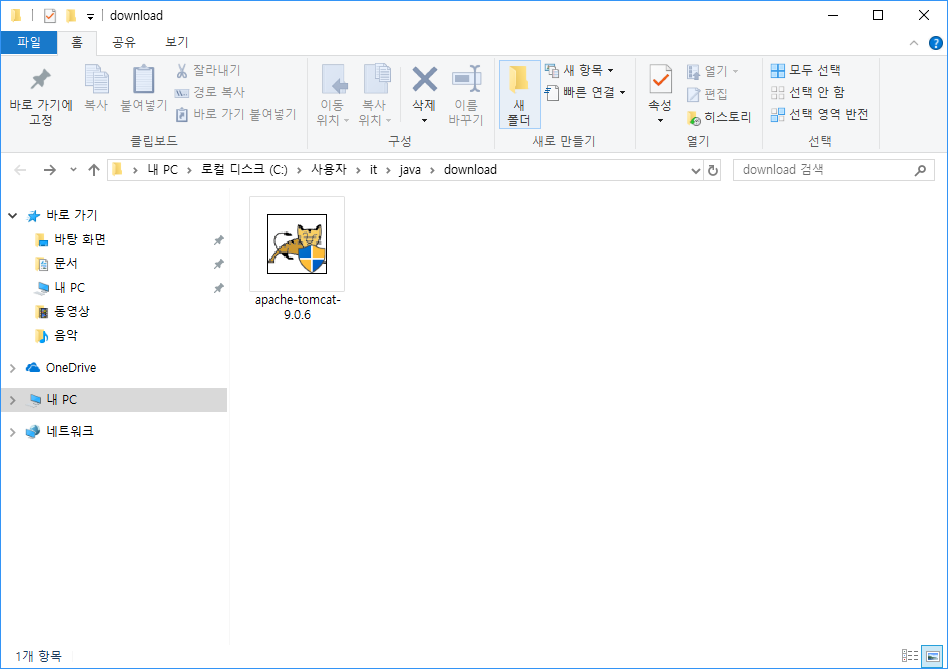 download
파일 홈 공유 보기
바로 가기에
고정
복사
붙여넣기
잘라내기
경로 복사
바로 가기 붙여넣기
클립보드
이동
위치
복사
위치
삭제
이름
바꾸기
구성
새
폴더
새 항목
빠른 연결
새로 만들기
속성
열기
편집
히스토리
열기
모두 선택
선택 안 함
선택 영역 반전
선택
내 PC > 로컬 디스크 (C:) > 사용자 > it > java > download
download 검색
바로 가기
바탕 화면
문서
내 PC
동영상
음악
OneDrive
내 PC
네트워크
apache-tomcat-
9.0.6
1개 항목